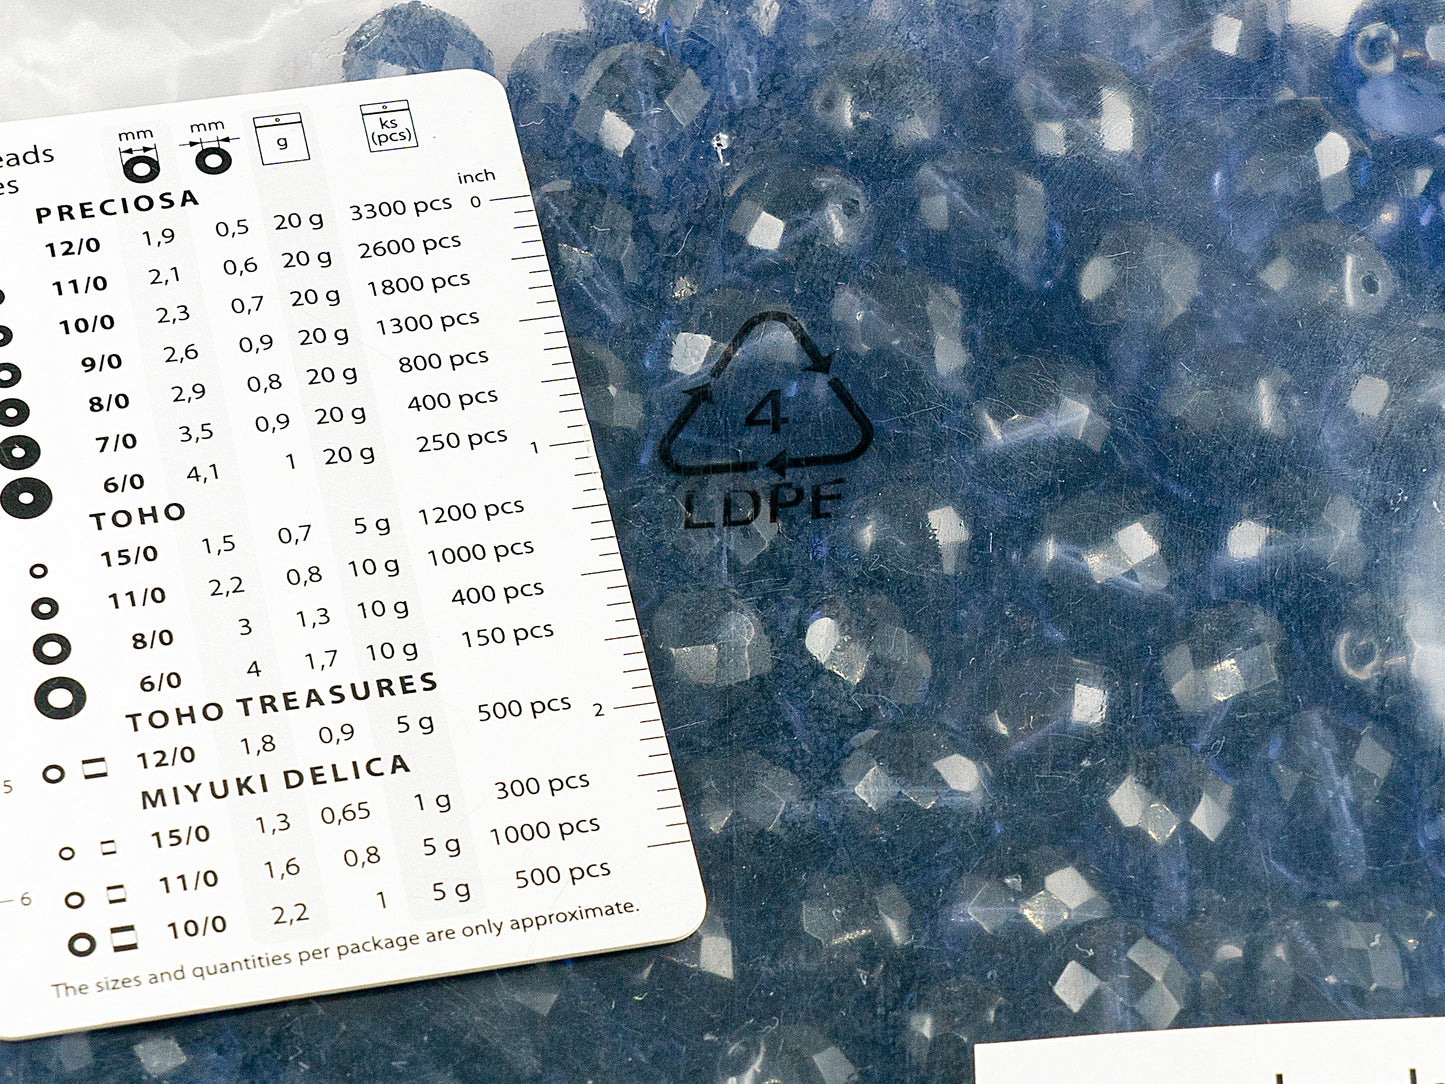 eads
es
mm mm g ks
(pcs)
inch
PRECIOSA
12/0 1,9 0,5 20 g 3300 pcs 0
11/0 2,1 0,6 20 g 2600 pcs
10/0 2,3 0,7 20 g 1800 pcs
9/0 2,6 0,9 20 g 1300 pcs
8/0 2,9 0,8 20 g 800 pcs
7/0 3,5 0,9 20 g 400 pcs
6/0 4,1 1 20 g 250 pcs 1
TOHO
15/0 1,5 0,7 5 g 1200 pcs
11/0 2,2 0,8 10 g 1000 pcs
8/0 3 1,3 10 g 400 pcs
6/0 4 1,7 10 g 150 pcs
TOHO TREASURES
5 12/0 1,8 0,9 5 g 500 pcs 2
MIYUKI DELICA
15/0 1,3 0,65 1 g 300 pcs
6 11/0 1,6 0,8 5 g 1000 pcs
10/0 2,2 1 5 g 500 pcs
The sizes and quantities per package are only approximate.
4
LDPE